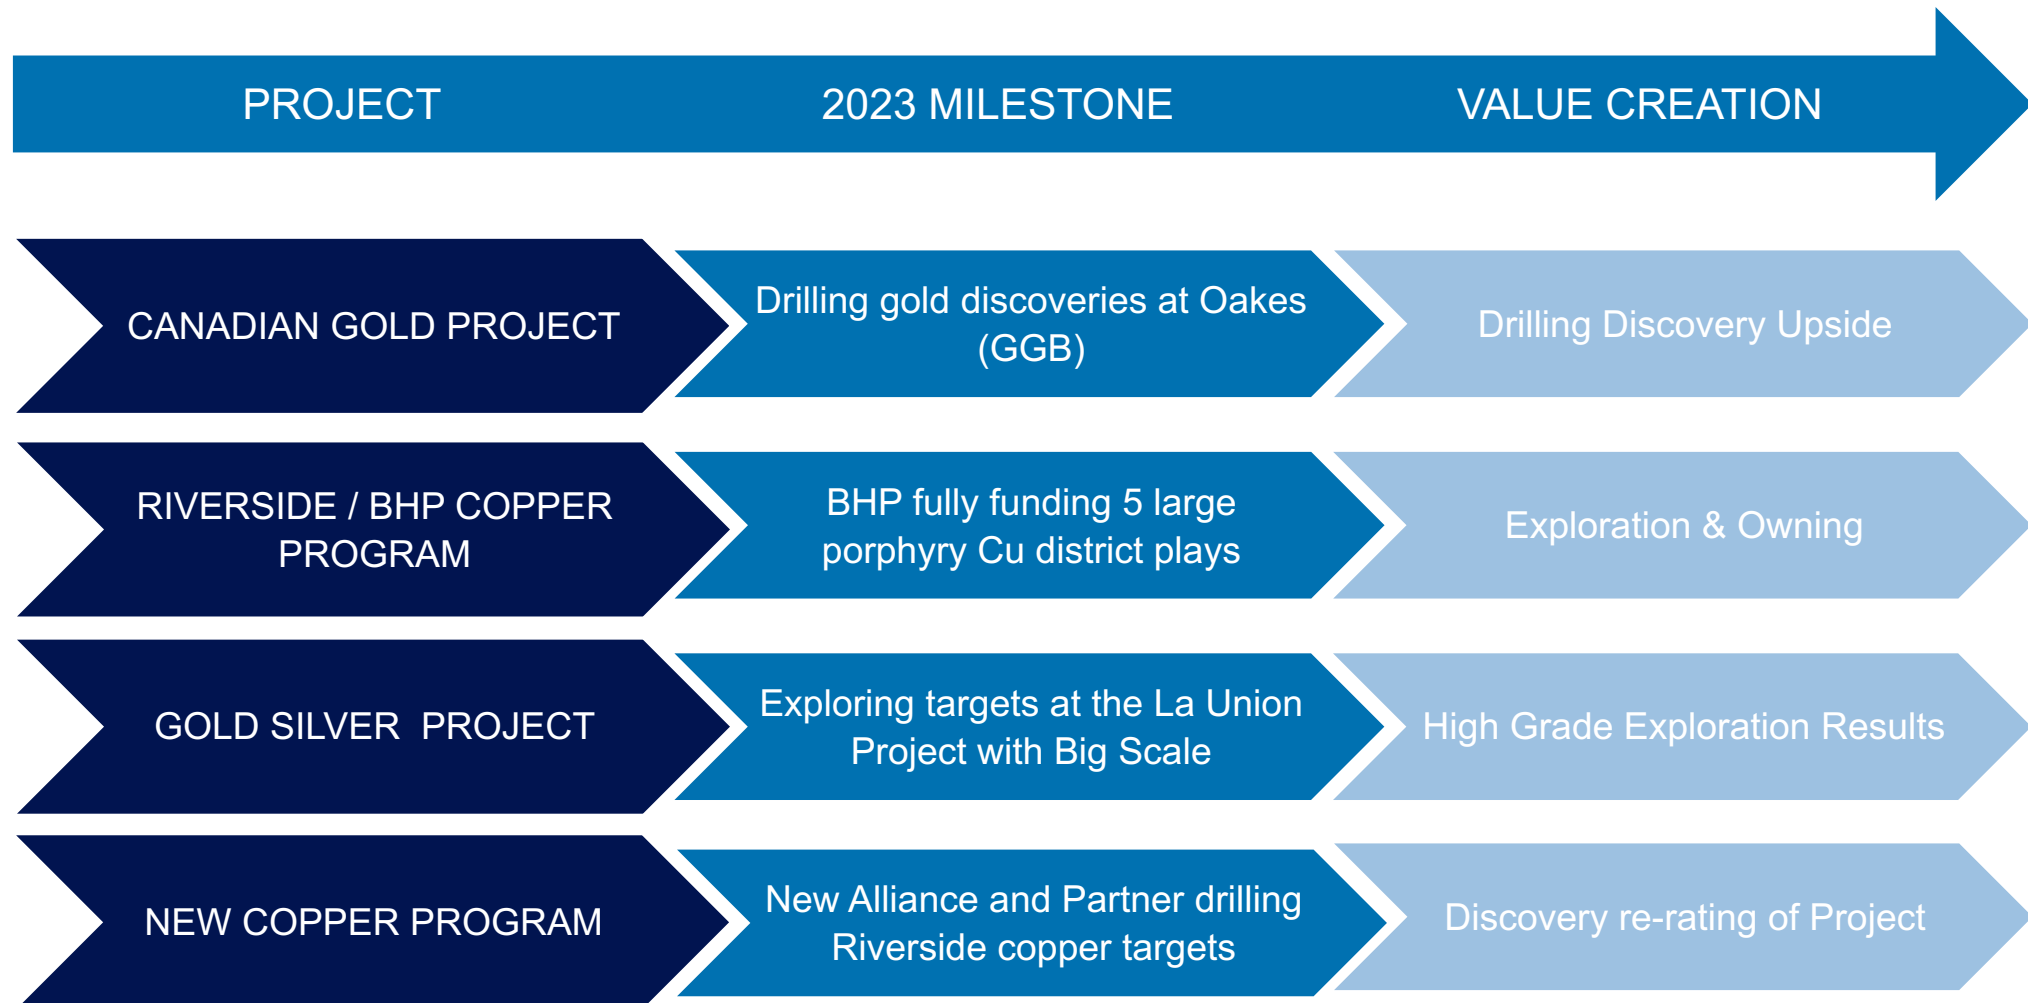 PROJECT
2023 MILESTONE
VALUE CREATION
CANADIAN GOLD PROJECT
Drilling gold discoveries at Oakes
(GGB)
Drilling Discovery Upside
RIVERSIDE / BHP COPPER
PROGRAM
BHP fully funding 5 large
porphyry Cu district plays
Exploration & Owning
GOLD SILVER  PROJECT
Exploring targets at the La Union
Project with Big Scale
High Grade Exploration Results
NEW COPPER PROGRAM
New Alliance and Partner drilling
Riverside copper targets
Discovery re-rating of Project